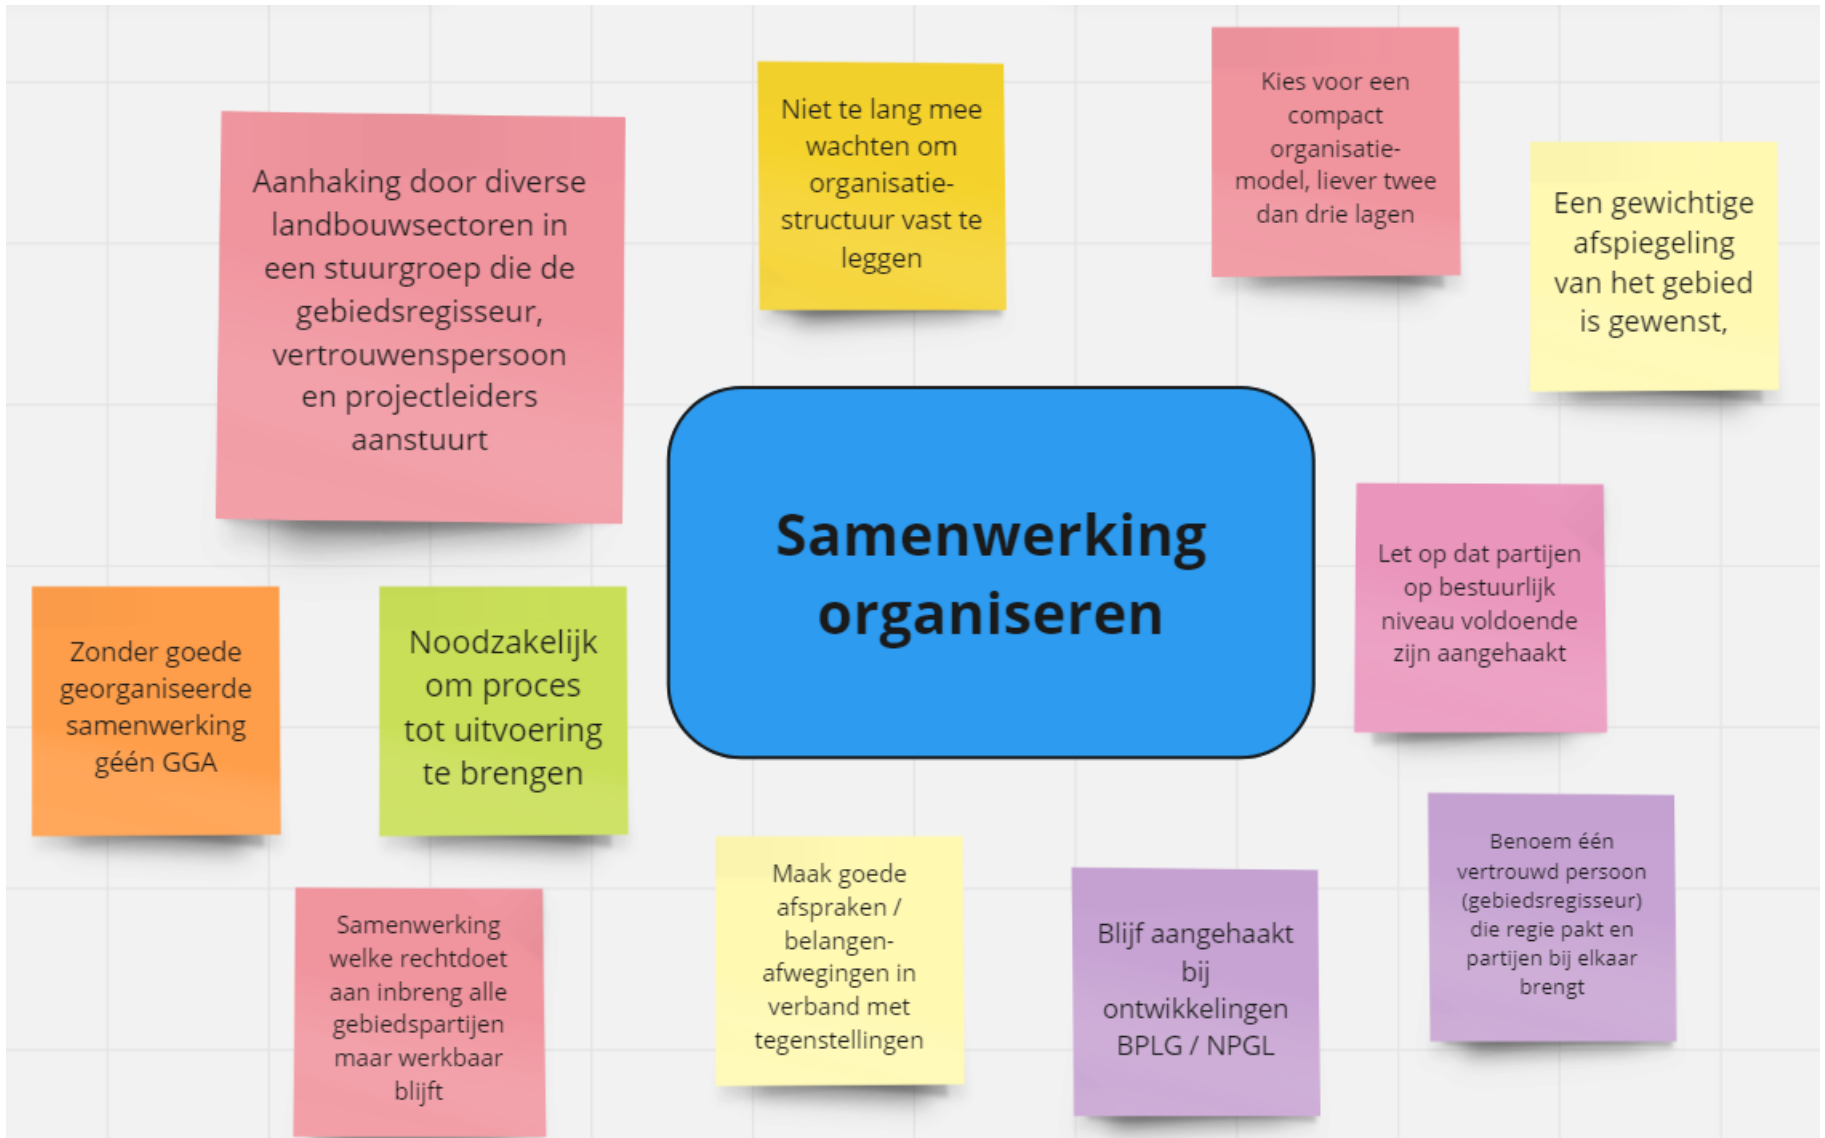 Aanhaking door diverse
landbouwsectoren in
een stuurgroep die de
gebiedsregisseur,
vertrouwenspersoon
en projectleiders
aanstuurt
Niet te lang mee
wachten om
organisatie-
structuur vast te
leggen
Kies voor een
compact
organisatie-
model, liever twee
dan drie lagen
Een gewichtige
afspiegeling
van het gebied
is gewenst,
Samenwerking
organiseren
Let op dat partijen
op bestuurlijk
niveau voldoende
zijn aangehaakt
Zonder goede
georganiseerde
samenwerking
géén GGA
Noodzakelijk
om proces
tot uitvoering
te brengen
Samenwerking
welke rechtdoet
aan inbreng alle
gebiedspartijen
maar werkbaar
blijft
Maak goede
afspraken /
belangen-
afwegingen in
verband met
tegenstellingen
Blijf aangehaakt
bij
ontwikkelingen
BPLG / NPGL
Benoem één
vertrouwd persoon
(gebiedsregisseur)
die regie pakt en
partijen bij elkaar
brengt